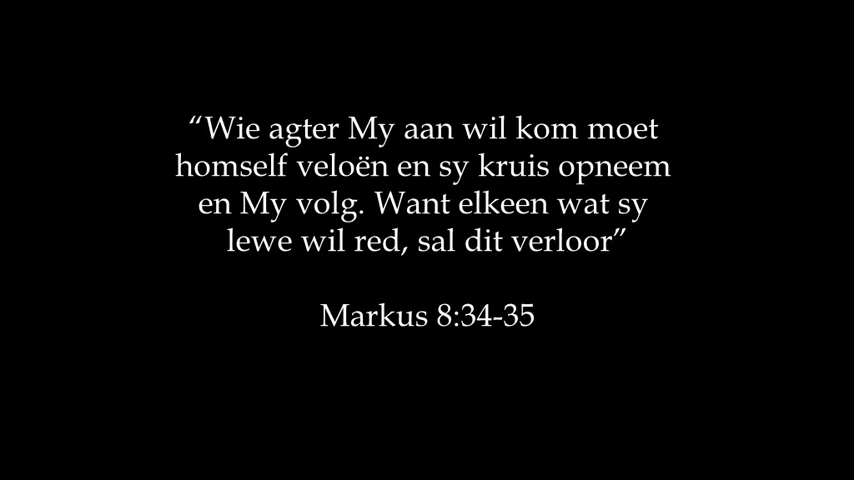 “Wie agter My aan wil kom moet
homself veloën en sy kruis opneem
en My volg. Want elkeen wat sy
lewe wil red, sal dit verloor”
Markus 8:34-35